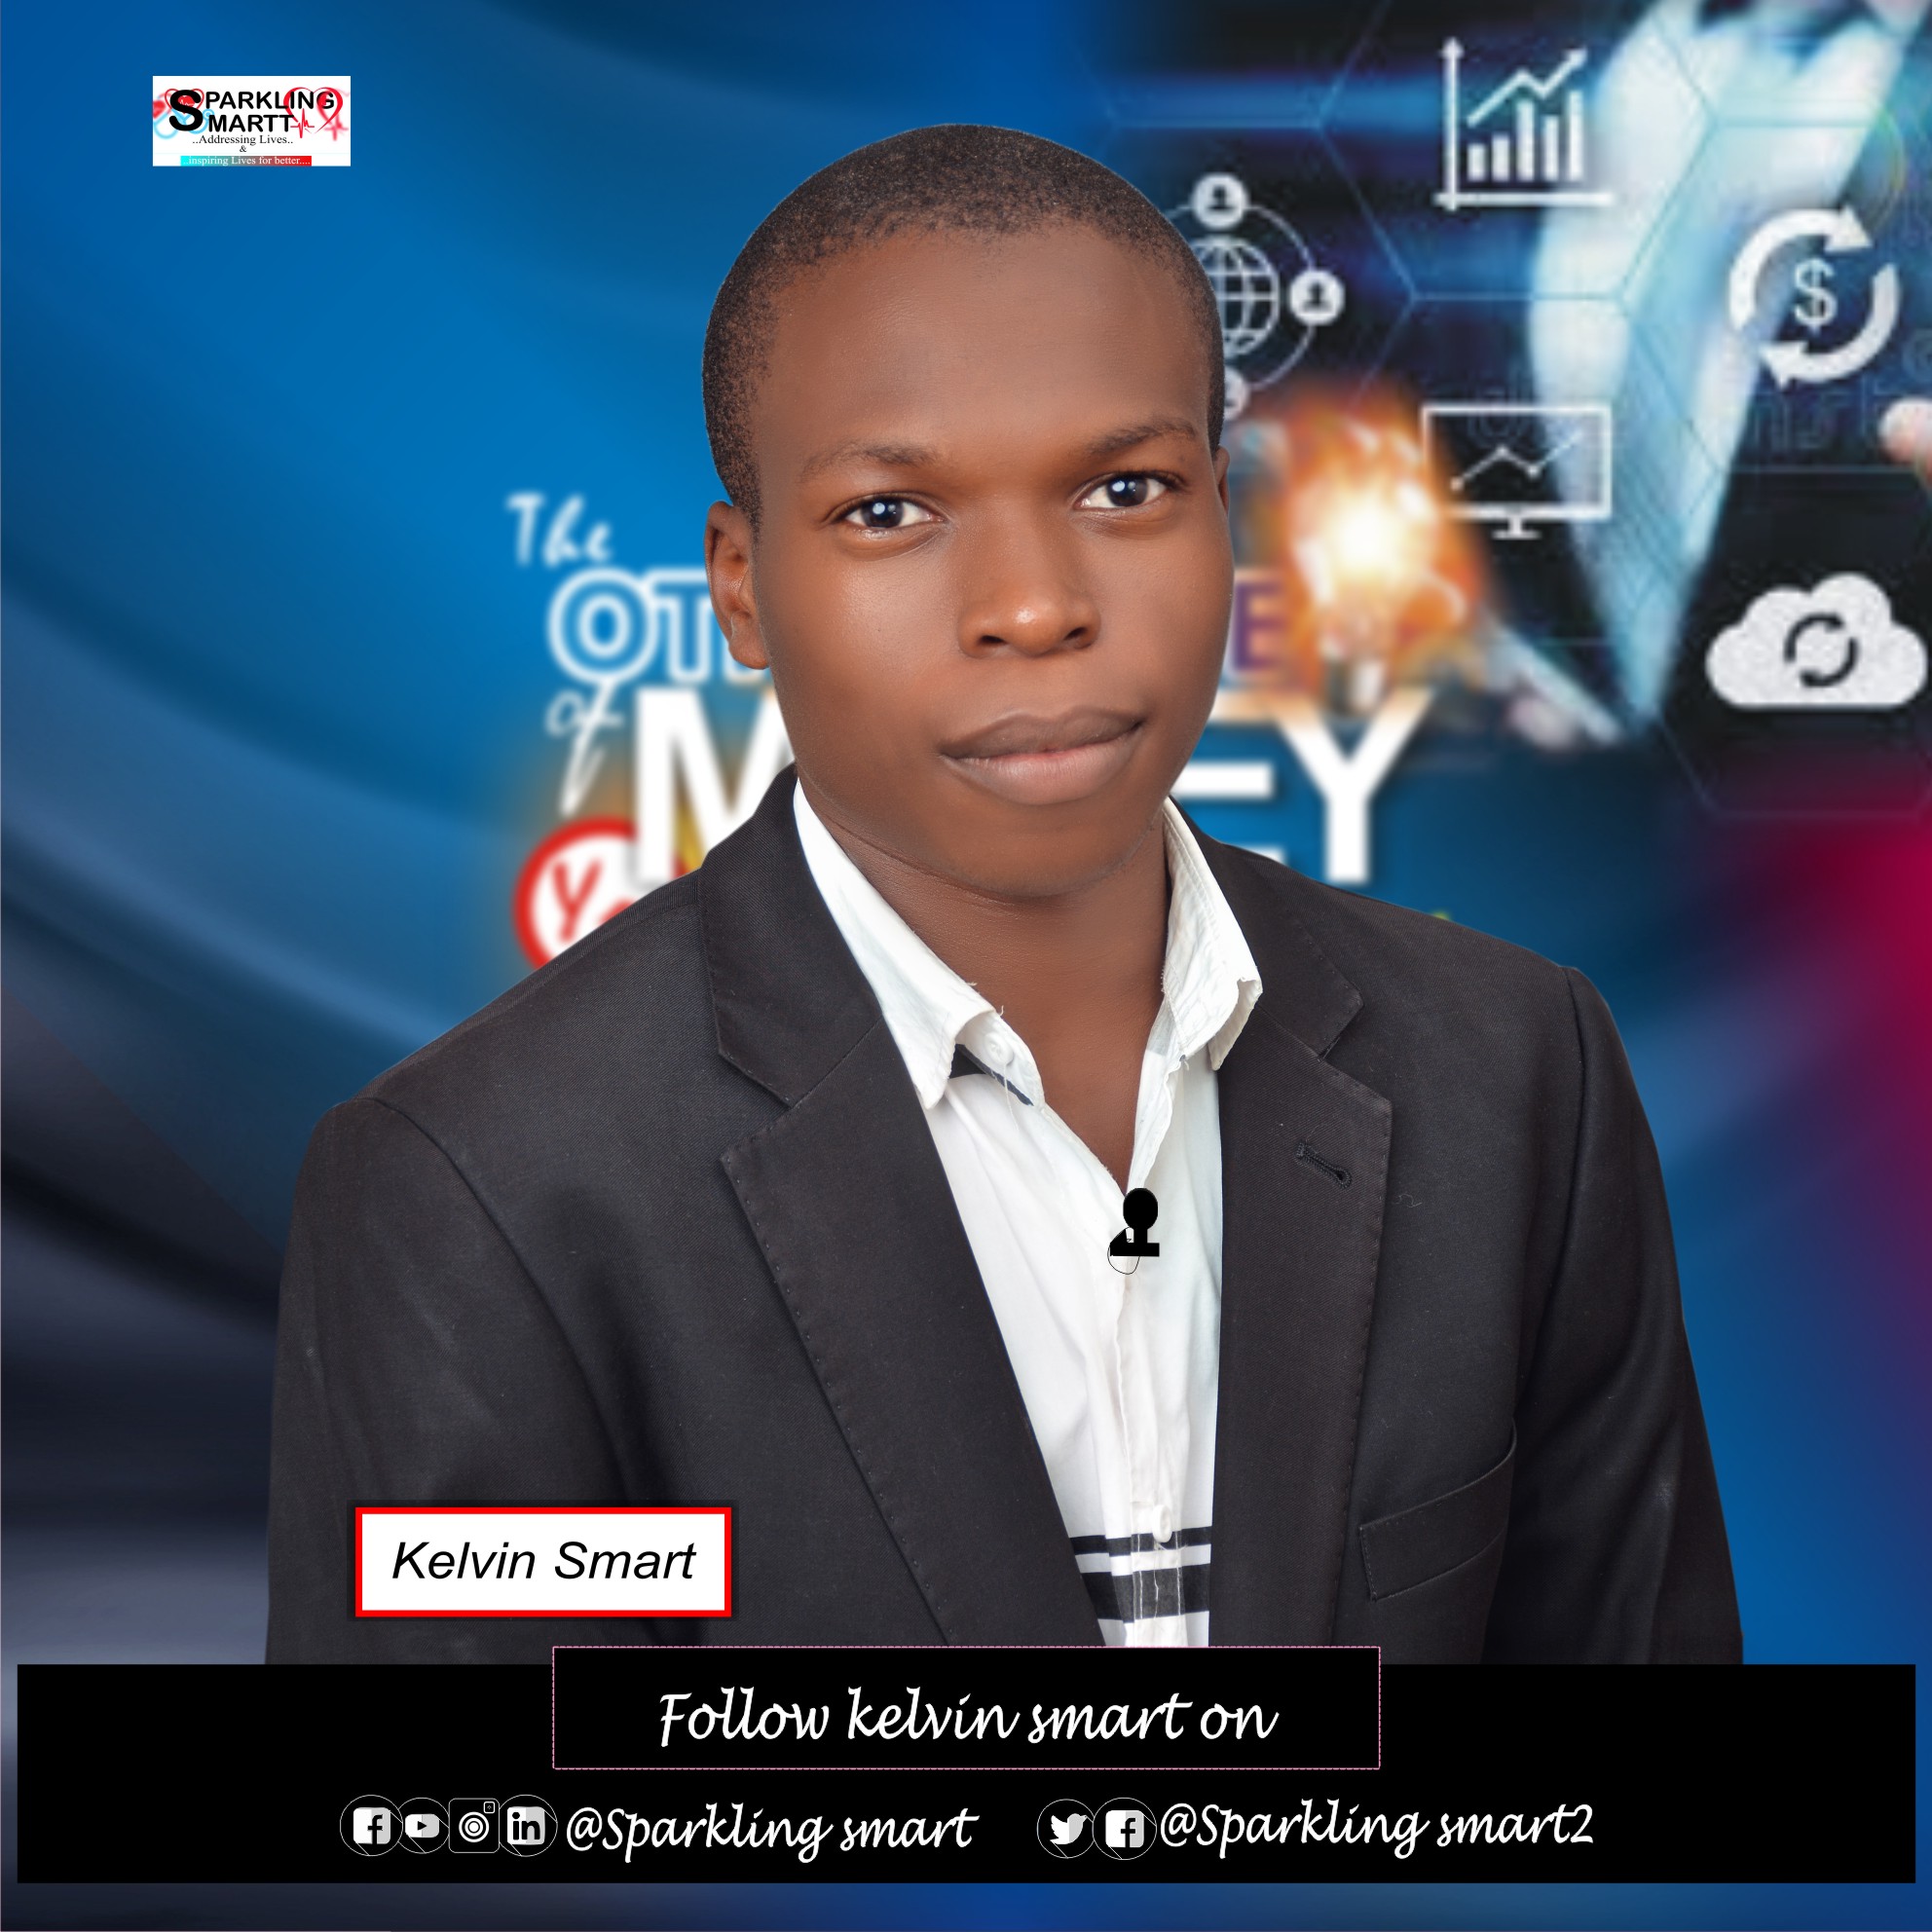 SPARKLING
SMARTT
..Addressing Lives..
&
inspiring Lives for better....
$
The
of
Kelvin Smart
Follow kelvin smart on
@Sparkling smart
@Sparkling smart2